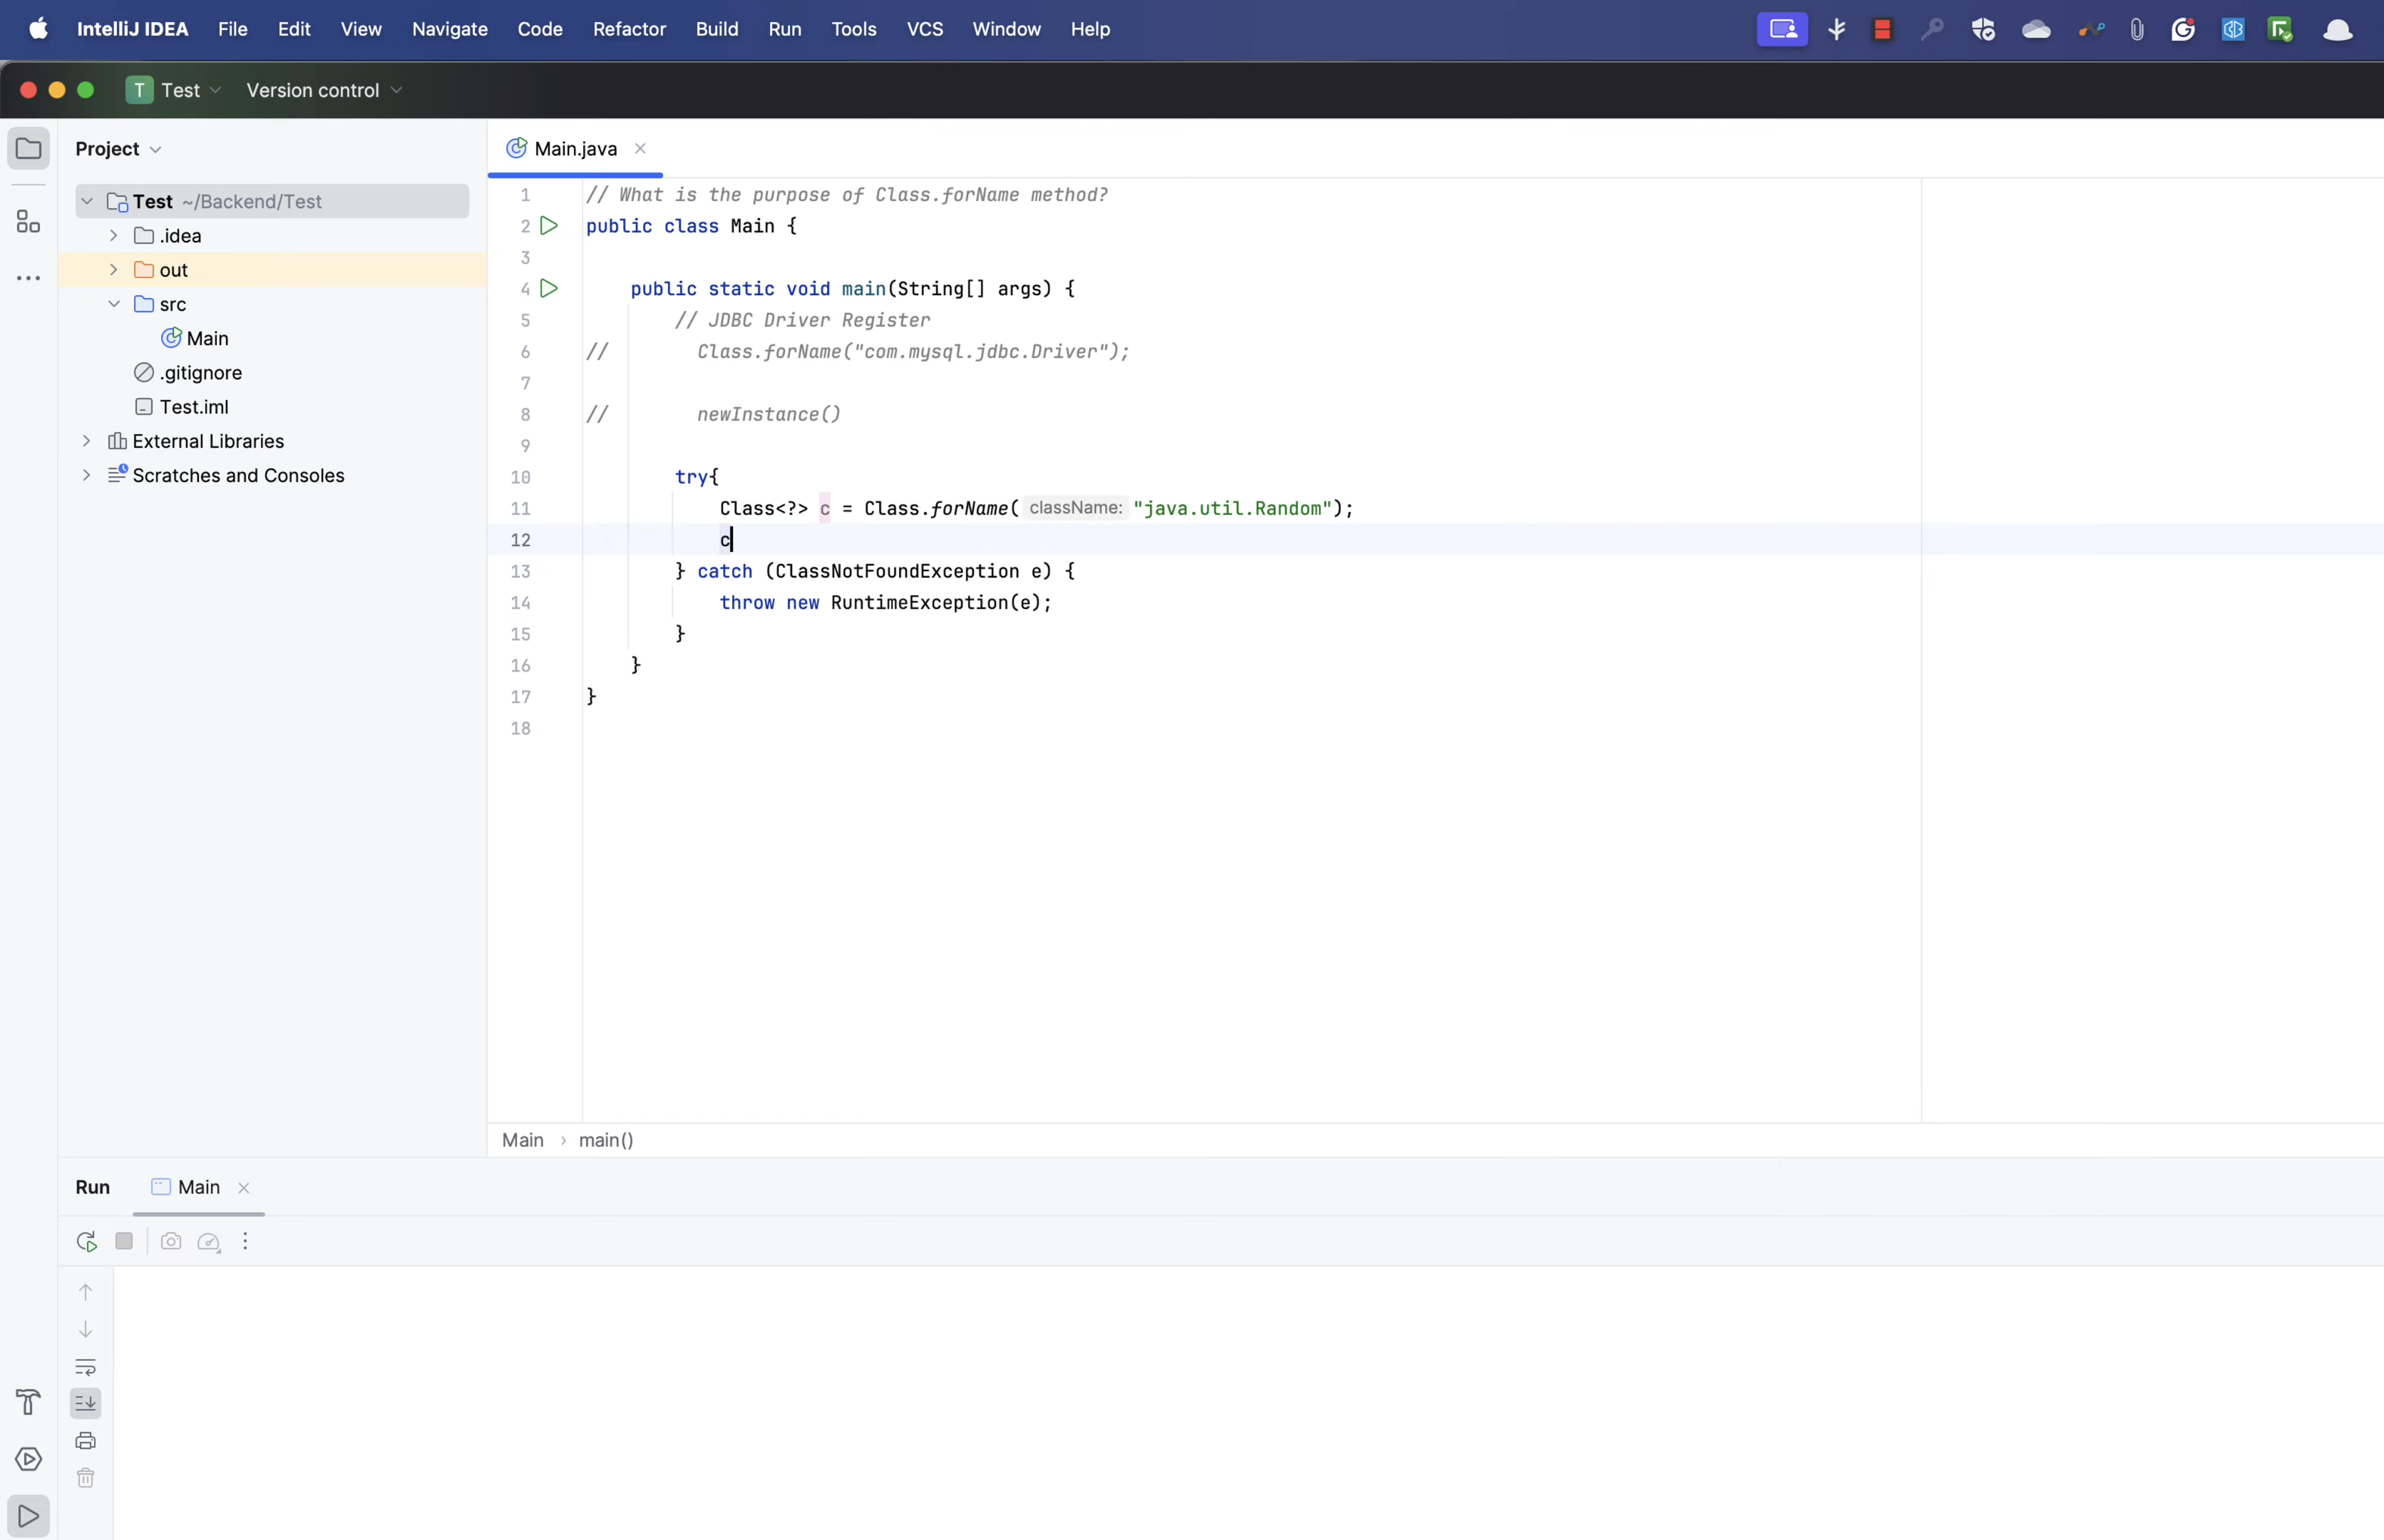 IntelliJ IDEA File Edit View Navigate Code Refactor Build Run Tools VCS Window Help
T Test Version control
Project
Test ~/Backend/Test
.idea
out
src
Main
.gitignore
Test.iml
External Libraries
Scratches and Consoles
Main.java
1 // What is the purpose of Class.forName method?
2 public class Main {
3
4 public static void main(String[] args) {
5 // JDBC Driver Register
6 // Class.forName("com.mysql.jdbc.Driver");
7
8 // newInstance()
9
10 try{
11 Class<?> c = Class.forName( className: "java.util.Random");
12 c
13 } catch (ClassNotFoundException e) {
14 throw new RuntimeException(e);
15 }
16 }
17 }
18
Main › main()
Run Main